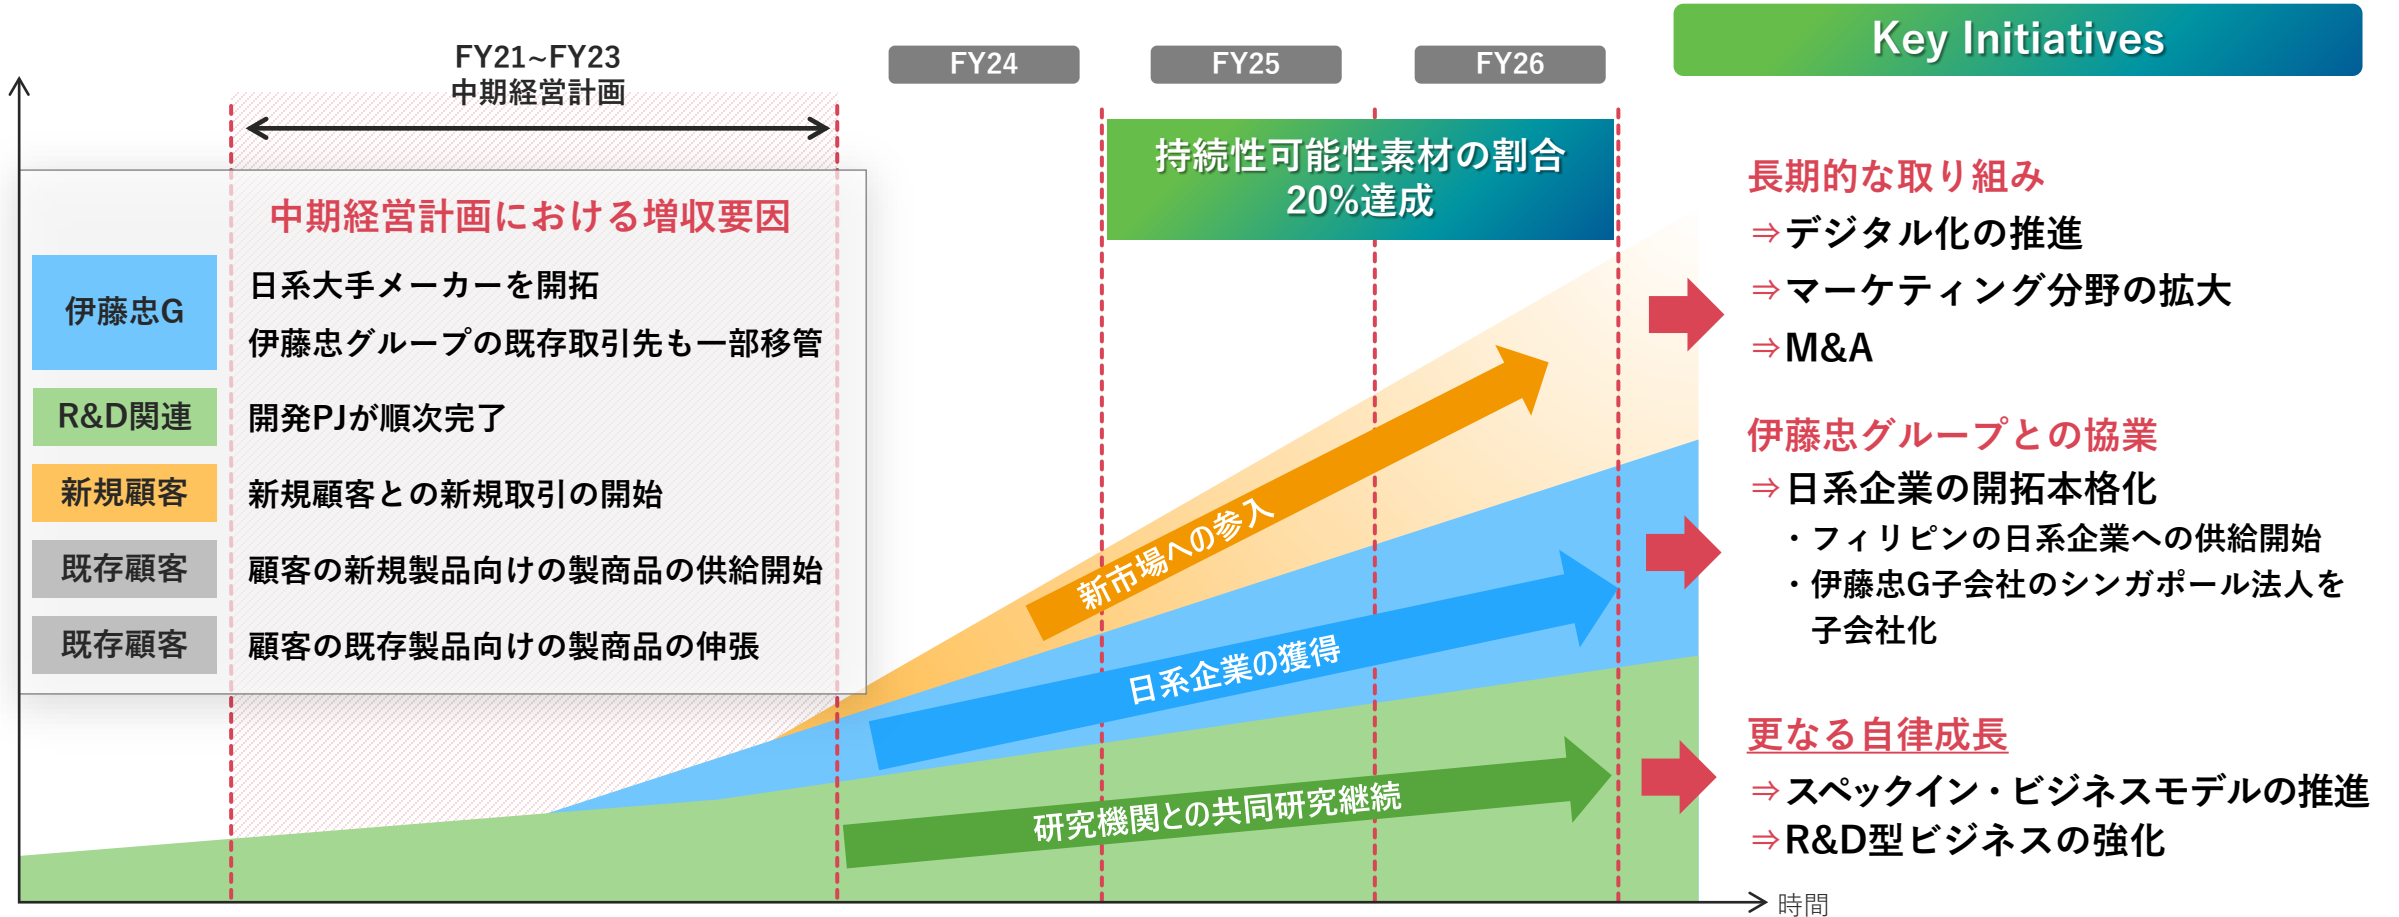 FY21~FY23
中期経営計画
FY24
FY25
FY26
Key Initiatives
持続性可能性素材の割合
20%達成
中期経営計画における増収要因
伊藤忠G
日系大手メーカーを開拓
伊藤忠グループの既存取引先も一部移管
R&D関連
開発PJが順次完了
新規顧客
新規顧客との新規取引の開始
既存顧客
顧客の新規製品向けの製商品の供給開始
既存顧客
顧客の既存製品向けの製商品の伸張
新市場への参入
日系企業の獲得
研究機関との共同研究継続
長期的な取り組み
⇒デジタル化の推進
⇒マーケティング分野の拡大
⇒M&A
伊藤忠グループとの協業
⇒日系企業の開拓本格化
・フィリピンの日系企業への供給開始
・伊藤忠G子会社のシンガポール法人を
子会社化
更なる自律成長
⇒スペックイン・ビジネスモデルの推進
⇒R&D型ビジネスの強化
時間